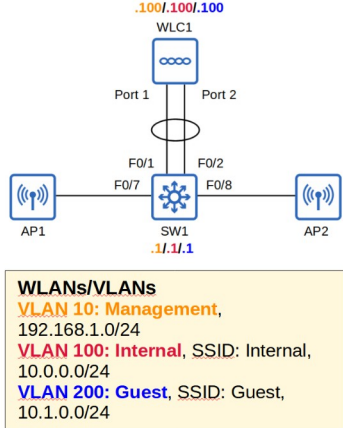 .100/.100/.100
WLC1
Port 1
Port 2
F0/1
F0/2
F0/7
F0/8
AP1
SW1
AP2
.1/.1/.1
WLANs/VLANs
VLAN 10: Management,
192.168.1.0/24
VLAN 100: Internal, SSID: Internal,
10.0.0.0/24
VLAN 200: Guest, SSID: Guest,
10.1.0.0/24